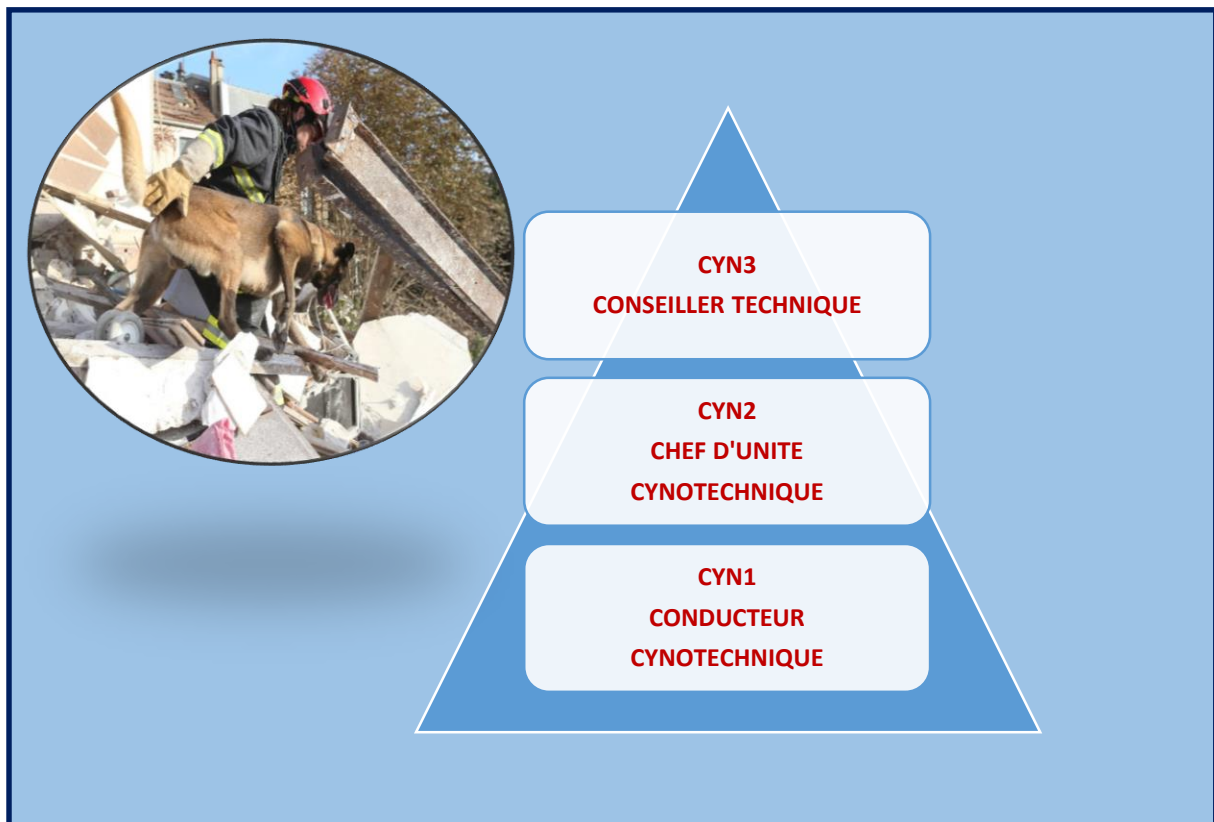 CYN3
CONSEILLER TECHNIQUE
CYN2
CHEF D'UNITE
CYNOTECHNIQUE
CYN1
CONDUCTEUR
CYNOTECHNIQUE